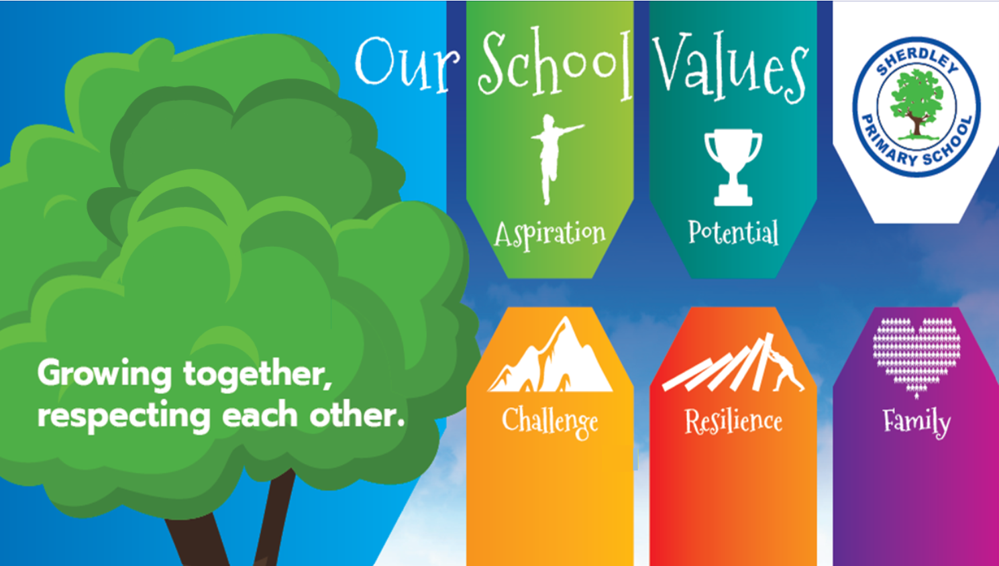 Our School Values
SHERDLEY
PRIMARY SCHOOL
Aspiration
Potential
Growing together,
respecting each other.
Challenge
Resilience
Family